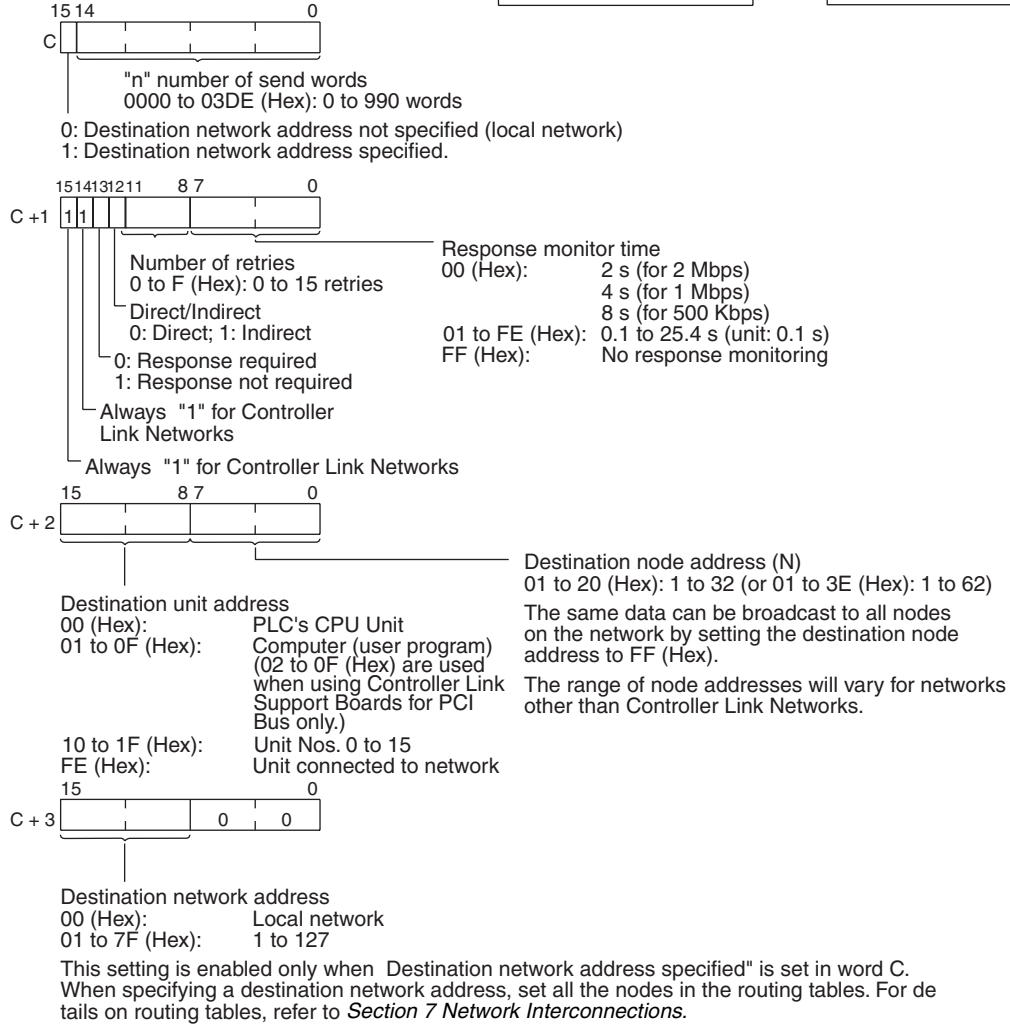 15 14 0
C
"n" number of send words
0000 to 03DE (Hex): 0 to 990 words
0: Destination network address not specified (local network)
1: Destination network address specified.
15 14 13 12 11 8 7 0
C +1 1 1
Response monitor time
00 (Hex): 2 s (for 2 Mbps)
4 s (for 1 Mbps)
8 s (for 500 Kbps)
01 to FE (Hex): 0.1 to 25.4 s (unit: 0.1 s)
FF (Hex): No response monitoring
Number of retries
0 to F (Hex): 0 to 15 retries
Direct/Indirect
0: Direct; 1: Indirect
0: Response required
1: Response not required
Always "1" for Controller
Link Networks
Always "1" for Controller Link Networks
15 8 7 0
C + 2
Destination node address (N)
01 to 20 (Hex): 1 to 32 (or 01 to 3E (Hex): 1 to 62)
The same data can be broadcast to all nodes
on the network by setting the destination node
address to FF (Hex).
The range of node addresses will vary for networks
other than Controller Link Networks.
Destination unit address
00 (Hex): PLC's CPU Unit
01 to 0F (Hex): Computer (user program)
(02 to 0F (Hex) are used
when using Controller Link
Support Boards for PCI
Bus only.)
10 to 1F (Hex): Unit Nos. 0 to 15
FE (Hex): Unit connected to network
15 0
C + 3 0 0
Destination network address
00 (Hex): Local network
01 to 7F (Hex): 1 to 127
This setting is enabled only when Destination network address specified" is set in word C.
When specifying a destination network address, set all the nodes in the routing tables. For de
tails on routing tables, refer to Section 7 Network Interconnections.